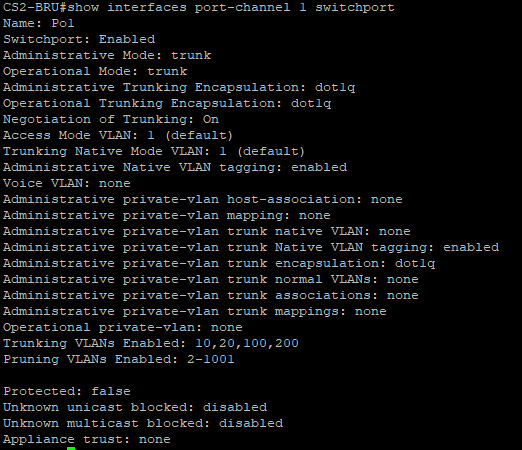 CS2-BRU#show interfaces port-channel 1 switchport
Name: Po1
Switchport: Enabled
Administrative Mode: trunk
Operational Mode: trunk
Administrative Trunking Encapsulation: dot1q
Operational Trunking Encapsulation: dot1q
Negotiation of Trunking: On
Access Mode VLAN: 1 (default)
Trunking Native Mode VLAN: 1 (default)
Administrative Native VLAN tagging: enabled
Voice VLAN: none
Administrative private-vlan host-association: none
Administrative private-vlan mapping: none
Administrative private-vlan trunk native VLAN: none
Administrative private-vlan trunk Native VLAN tagging: enabled
Administrative private-vlan trunk encapsulation: dot1q
Administrative private-vlan trunk normal VLANs: none
Administrative private-vlan trunk associations: none
Administrative private-vlan trunk mappings: none
Operational private-vlan: none
Trunking VLANs Enabled: 10,20,100,200
Pruning VLANs Enabled: 2-1001
Protected: false
Unknown unicast blocked: disabled
Unknown multicast blocked: disabled
Appliance trust: none